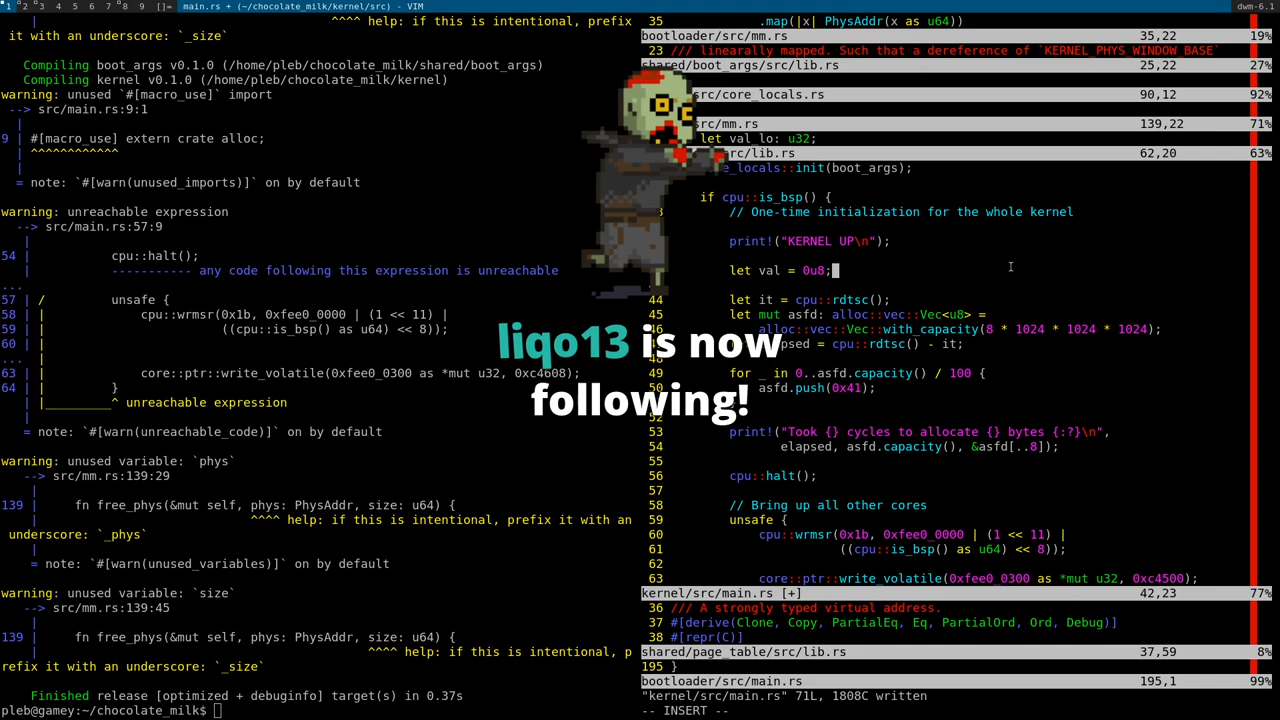 1 2 3 4 5 6 7 8 9 []= main.rs + (~/chocolate_milk/kernel/src) - VIM dwm-6.1
| ^^^^ help: if this is intentional, prefix
it with an underscore: `_size`
Compiling boot_args v0.1.0 (/home/pleb/chocolate_milk/shared/boot_args)
Compiling kernel v0.1.0 (/home/pleb/chocolate_milk/kernel)
warning: unused `#[macro_use]` import
--> src/main.rs:9:1
|
9 | #[macro_use] extern crate alloc;
| ^^^^^^^^^^^^
|
= note: `#[warn(unused_imports)]` on by default
warning: unreachable expression
--> src/main.rs:57:9
|
54 | cpu::halt();
| ----------- any code following this expression is unreachable
...
57 | / unsafe {
58 | | cpu::wrmsr(0x1b, 0xfee0_0000 | (1 << 11) |
59 | | ((cpu::is_bsp() as u64) << 8));
60 | |
... |
63 | | core::ptr::write_volatile(0xfee0_0300 as *mut u32, 0xc4608);
64 | | }
| |_________^ unreachable expression
|
= note: `#[warn(unreachable_code)]` on by default
warning: unused variable: `phys`
--> src/mm.rs:139:29
|
139 | fn free_phys(&mut self, phys: PhysAddr, size: u64) {
| ^^^^ help: if this is intentional, prefix it with an
underscore: `_phys`
|
= note: `#[warn(unused_variables)]` on by default
warning: unused variable: `size`
--> src/mm.rs:139:45
|
139 | fn free_phys(&mut self, phys: PhysAddr, size: u64) {
| ^^^^ help: if this is intentional, p
refix it with an underscore: `_size`
Finished release [optimized + debuginfo] target(s) in 0.37s
pleb@gamey:~/chocolate_milk$
35 .map(|x| PhysAddr(x as u64))
bootloader/src/mm.rs 35,22 19%
23 /// linearally mapped. Such that a dereference of `KERNEL_PHYS_WINDOW_BASE`
shared/boot_args/src/lib.rs 25,22 27%
src/core_locals.rs 90,12 92%
src/mm.rs 139,22 71%
let val_lo: u32;
src/lib.rs 62,20 63%
e_locals::init(boot_args);
if cpu::is_bsp() {
// One-time initialization for the whole kernel
print!("KERNEL UP\n");
let val = 0u8;
44 let it = cpu::rdtsc();
45 let mut asfd: alloc::vec::Vec<u8> =
46 alloc::vec::Vec::with_capacity(8 * 1024 * 1024 * 1024);
psed = cpu::rdtsc() - it;
49 for _ in 0..asfd.capacity() / 100 {
50 asfd.push(0x41);
52
53 print!("Took {} cycles to allocate {} bytes {:?}\n",
54 elapsed, asfd.capacity(), &asfd[..8]);
55
56 cpu::halt();
57
58 // Bring up all other cores
59 unsafe {
60 cpu::wrmsr(0x1b, 0xfee0_0000 | (1 << 11) |
61 ((cpu::is_bsp() as u64) << 8));
62
63 core::ptr::write_volatile(0xfee0_0300 as *mut u32, 0xc4500);
kernel/src/main.rs [+] 42,23 77%
36 /// A strongly typed virtual address.
37 #[derive(Clone, Copy, PartialEq, Eq, PartialOrd, Ord, Debug)]
38 #[repr(C)]
shared/page_table/src/lib.rs 37,59 8%
195 }
bootloader/src/main.rs 195,1 99%
"kernel/src/main.rs" 71L, 1808C written
-- INSERT --
liqo13 is now
following!